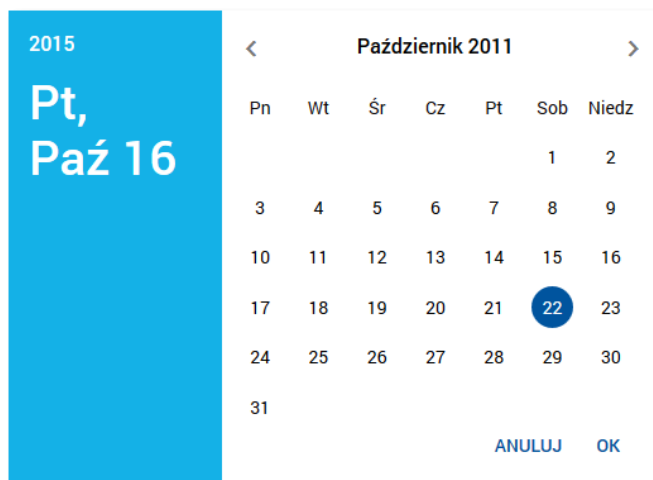 2015
Pt,
Paź 16
Październik 2011
Pn Wt Śr Cz Pt Sob Niedz
1 2
3 4 5 6 7 8 9
10 11 12 13 14 15 16
17 18 19 20 21 22 23
24 25 26 27 28 29 30
31
ANULUJ OK